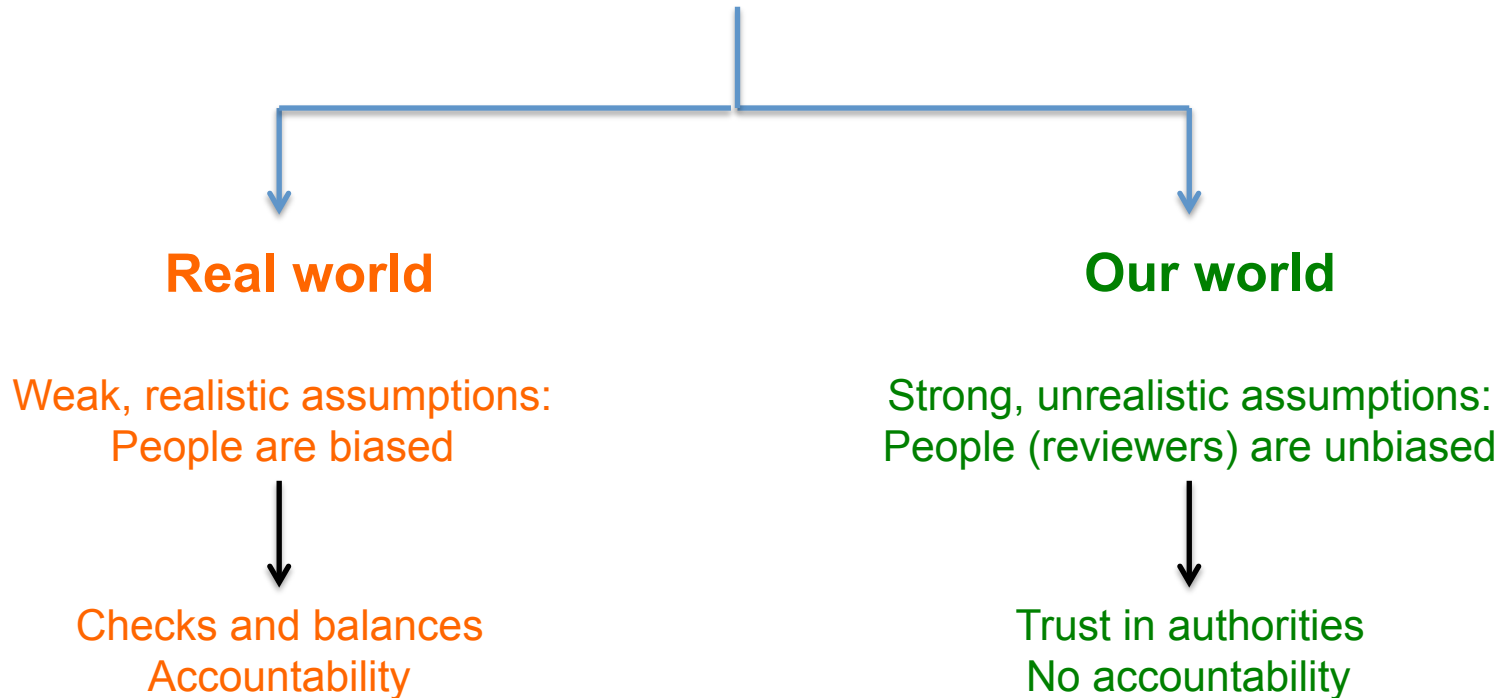 Real world
Weak, realistic assumptions:
People are biased
Checks and balances
Accountability
Our world
Strong, unrealistic assumptions:
People (reviewers) are unbiased
Trust in authorities
No accountability